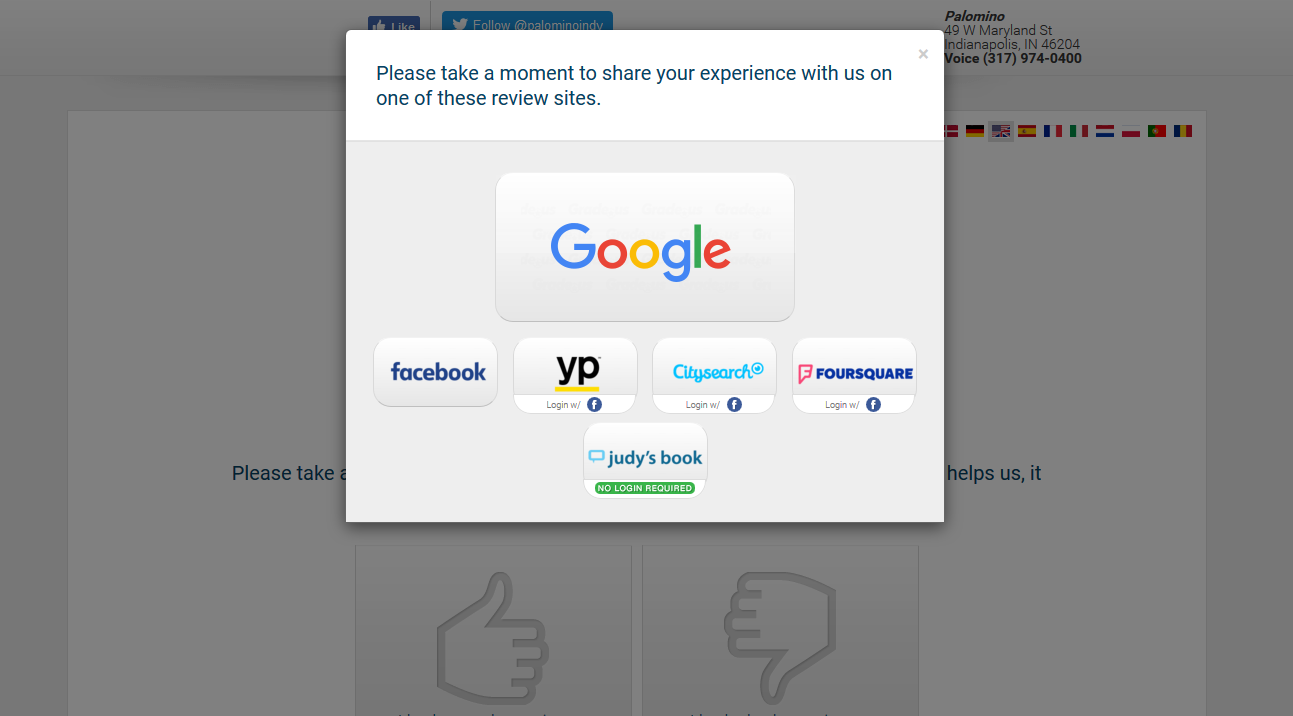 Like
Follow @palominoindy
Palomino
49 W Maryland St
Indianapolis, IN 46204
Voice (317) 974-0400
×
Please take a moment to share your experience with us on
one of these review sites.
Google
facebook
yp
Login w/
Citysearch
Login w/
FOURSQUARE
Login w/
judy's book
NO LOGIN REQUIRED
Please take a
helps us, it